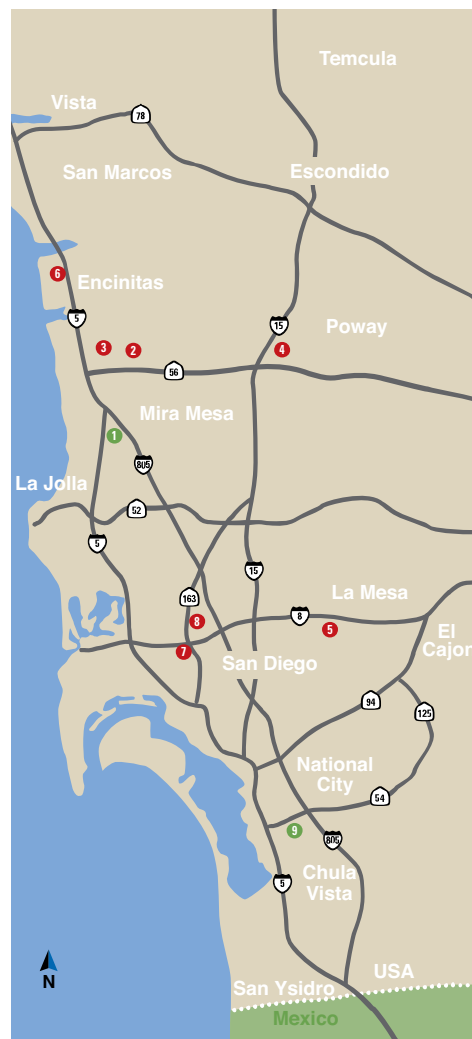 Temcula
Vista
78
San Marcos
Escondido
6
Encinitas
5
15
Poway
3
2
4
56
Mira Mesa
1
805
La Jolla
52
5
15
163
La Mesa
8
8
5
El
Cajor
7
San Diego
94
125
National
City
54
9
805
Chula
Vista
5
N
USA
San Ysidro
Mexico